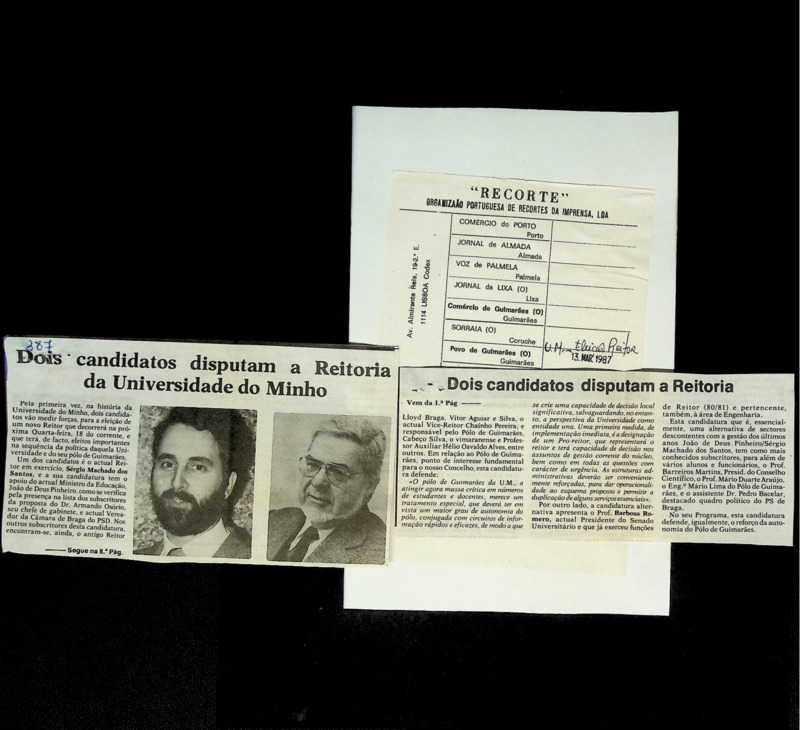 "RECORTE"
ORGANIZAÃO PORTUGUESA DE RECORTES DA IMPRENSA, LDA
Av. Almirante Reis, 19-2.º E.
1114 LISBOA Codex
COMÉRCIO do PORTO
Porto
JORNAL de ALMADA
Almada
VOZ de PALMELA
Palmela
JORNAL da LIXA (O)
Lixa
Comércio de Guimarães (O)
Guimarães
SORRAIA (O)
Coruche
Povo de Guimarães (O)
Guimarães
U.M. - Eleição Reitor
13. MAR. 1987
387
Dois candidatos disputam a Reitoria
da Universidade do Minho
Pela primeira vez, na história da
Universidade do Minho, dois candida-
tos vão medir forças, para a eleição de
um novo Reitor que decorrerá na pró-
xima Quarta-feira, 18 do corrente, e
que terá, de facto, efeitos importantes
na sequência da política daquela Uni-
versidade e do seu pólo de Guimarães.
Um dos candidatos é o actual Rei-
tor em exercício, Sérgio Machado dos
Santos, e a sua candidatura tem o
apoio do actual Ministro da Educação,
João de Deus Pinheiro, como se verifica
pela presença na lista dos subscritores
da proposta do Dr. Armando Osório,
seu chefe de gabinete, e actual Verea-
dor da Câmara de Braga do PSD. Nos
outros subscritores desta candidatura,
encontram-se, ainda, o antigo Reitor
Segue na 8.ª Pág.
Dois candidatos disputam a Reitoria
Vem da 1.ª Pág
Lloyd Braga, Vítor Aguiar e Silva, o
actual Vice-Reitor Chainho Pereira, e
responsável pelo Pólo de Guimarães,
Cabeço Silva, o vimaranense e Profes-
sor Auxiliar Hélio Osvaldo Alves, entre
outros. Em relação ao Pólo de Guima-
rães, ponto de interesse fundamental
para o nosso Concelho, esta candidatu-
ra defende:
«O pólo de Guimarães da U.M., a
atingir agora massa crítica em números
de estudantes e docentes, merece um
tratamento especial, que deverá ter em
vista um maior grau de autonomia do
pólo, conjugada com circuitos de infor-
mação rápidos e eficazes, de modo a que
se crie uma capacidade de decisão local
significativa, salvaguardando, no entan-
to, a perspectiva da Universidade como
entidade una. Uma primeira medida, de
implementação imediata, é a designação
de um Pro-reitor, que representará o
reitor e terá capacidade de decisão nos
assuntos de gestão corrente do núcleo,
bem como em todas as questões com
carácter de urgência. As estruturas ad-
ministrativas deverão ser conveniente-
mente reforçadas, para dar operacionali-
dade ao esquema proposto e permitir a
duplicação de alguns serviços essenciais».
Por outro lado, a candidatura alter-
nativa apresenta o Prof. Barbosa Ro-
mero, actual Presidente do Senado
Universitário e que já exerceu funções
de Reitor (80/81) e pertencente,
também, à área de Engenharia.
Esta candidatura que é, essencial-
mente, uma alternativa de sectores
descontentes com a gestão dos últimos
anos João de Deus Pinheiro/Sérgio
Machado dos Santos, tem como mais
conhecidos subscritores, para além de
vários alunos e funcionários, o Prof.
Barreiros Martins, Presid. do Conselho
Científico, o Prof. Mário Duarte Araújo,
o Eng.º Mário Lima do Pólo de Guima-
rães, e o assistente Dr. Pedro Bacelar,
destacado quadro político do PS de
Braga.
No seu Programa, esta candidatura
defende, igualmente, o reforço da auto-
nomia do Pólo de Guimarães.